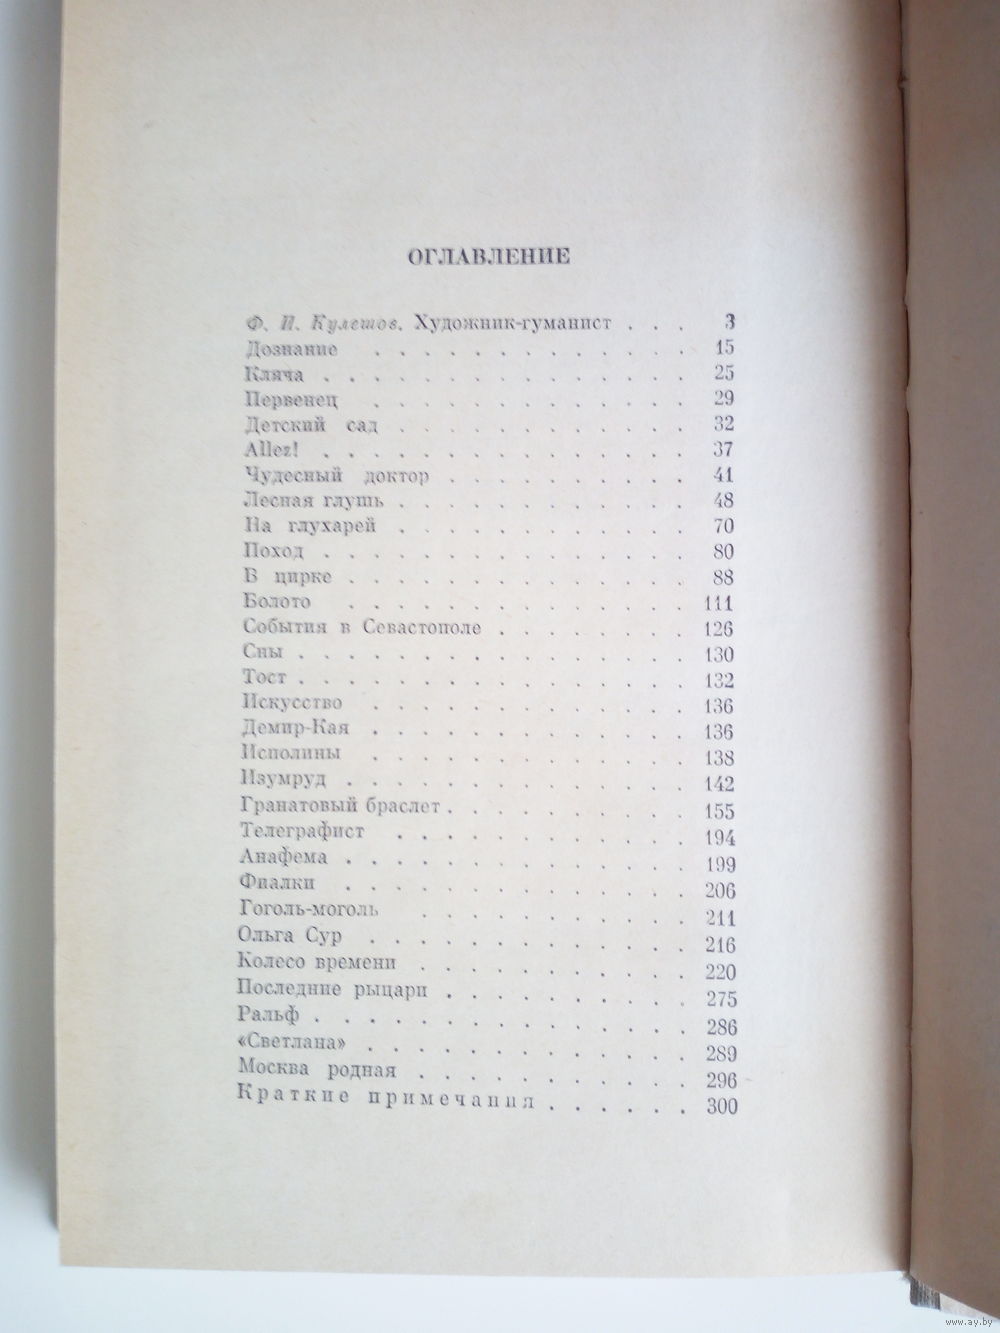 ОГЛАВЛЕНИЕ
Ф. И. Кулешов. Художник-гуманист . . . 3
Дознание . . . . . . . . . . . . . 15
Кляча . . . . . . . . . . . . . . . 25
Первенец . . . . . . . . . . . . . 29
Детский сад . . . . . . . . . . . . 32
Allez! . . . . . . . . . . . . . . . 37
Чудесный доктор . . . . . . . . . . 41
Лесная глушь . . . . . . . . . . . . 48
На глухарей . . . . . . . . . . . . 70
Поход . . . . . . . . . . . . . . . 80
В цирке . . . . . . . . . . . . . . 88
Болото . . . . . . . . . . . . . . 111
События в Севастополе . . . . . . . . 126
Сны . . . . . . . . . . . . . . . . 130
Тост . . . . . . . . . . . . . . . . 132
Искусство . . . . . . . . . . . . . 136
Демир-Кая . . . . . . . . . . . . . 136
Исполины . . . . . . . . . . . . . 138
Изумруд . . . . . . . . . . . . . . 142
Гранатовый браслет . . . . . . . . . . 155
Телеграфист . . . . . . . . . . . . 194
Анафема . . . . . . . . . . . . . . 199
Фиалки . . . . . . . . . . . . . . 206
Гоголь-моголь . . . . . . . . . . . 211
Ольга Сур . . . . . . . . . . . . . 216
Колесо времени . . . . . . . . . . . 220
Последние рыцари . . . . . . . . . . 275
Ральф . . . . . . . . . . . . . . . 286
«Светлана» . . . . . . . . . . . . . 289
Москва родная . . . . . . . . . . . 296
Краткие примечания . . . . . . 300
www.ay.by